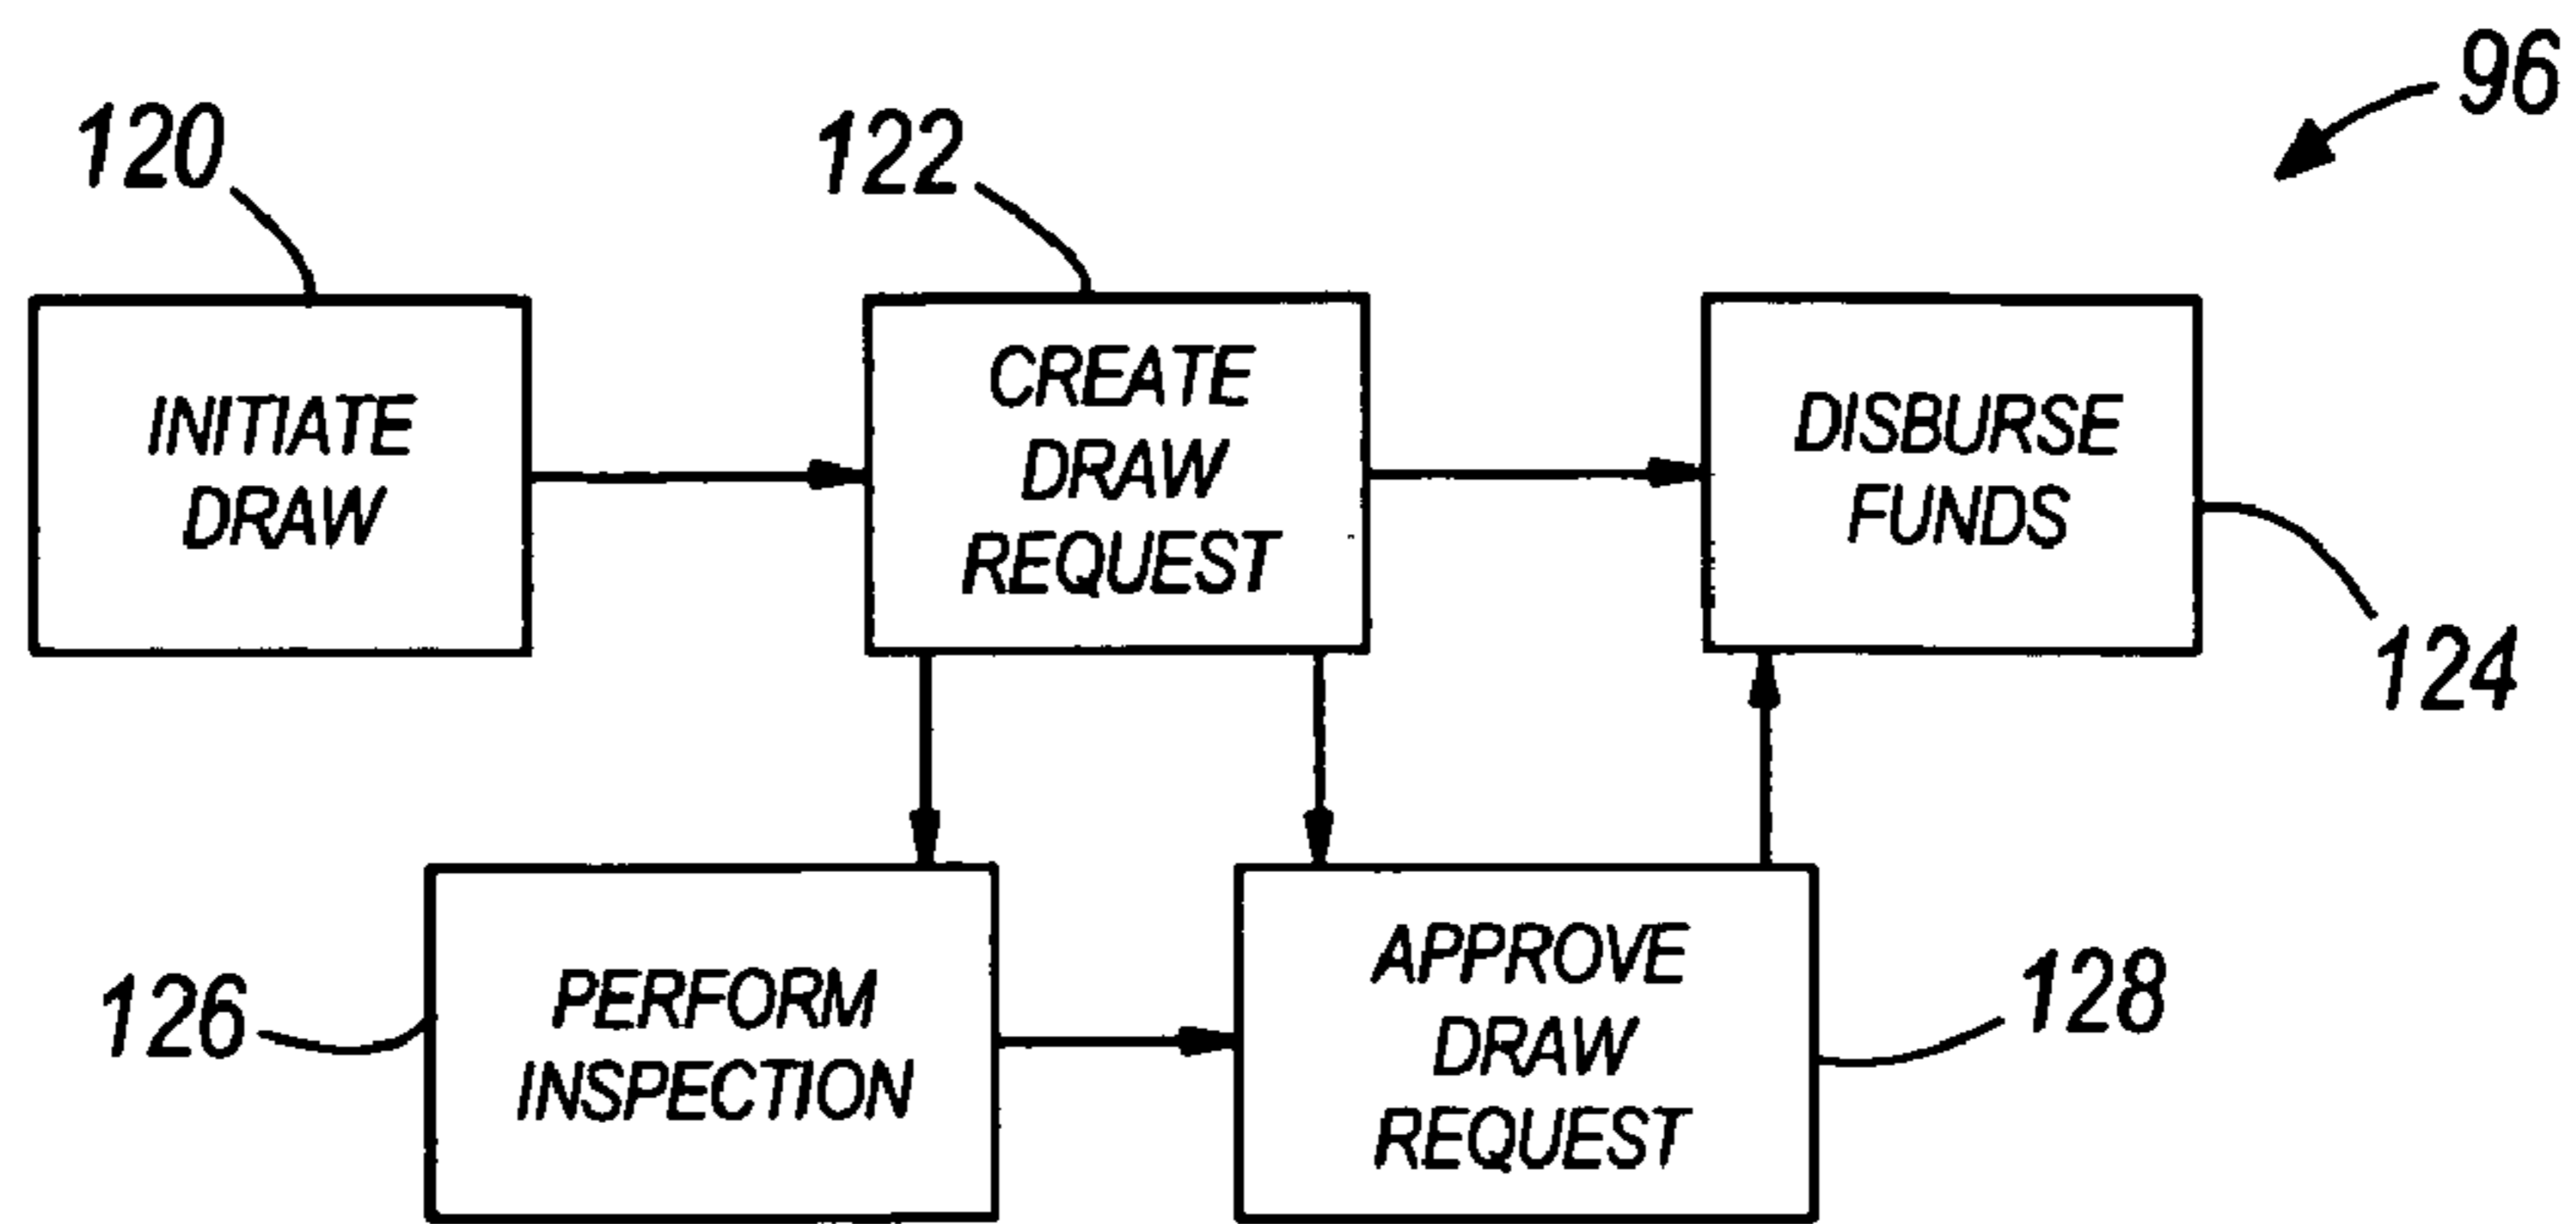 96
120
122
INITIATE
DRAW
CREATE
DRAW
REQUEST
DISBURSE
FUNDS
124
126
PERFORM
INSPECTION
APPROVE
DRAW
REQUEST
128